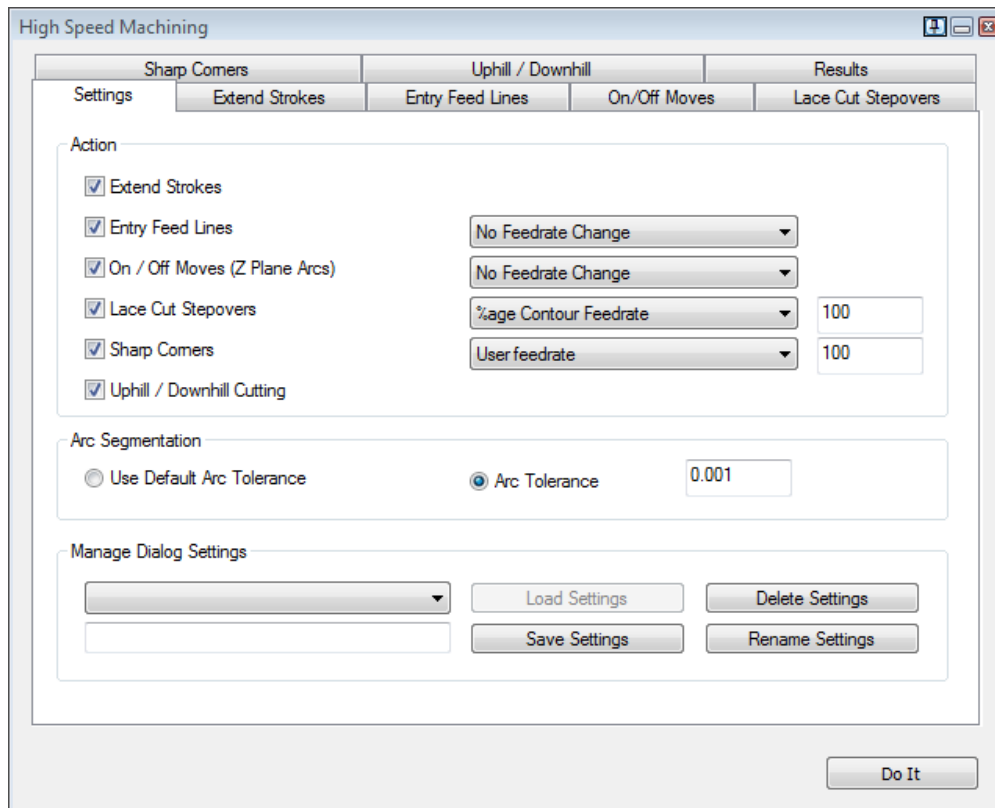 High Speed Machining
Sharp Corners Uphill / Downhill Results
Settings Extend Strokes Entry Feed Lines On/Off Moves Lace Cut Stepovers
Action
Extend Strokes
Entry Feed Lines No Feedrate Change
On / Off Moves (Z Plane Arcs) No Feedrate Change
Lace Cut Stepovers %age Contour Feedrate 100
Sharp Corners User feedrate 100
Uphill / Downhill Cutting
Arc Segmentation
Use Default Arc Tolerance Arc Tolerance 0.001
Manage Dialog Settings
Load Settings Delete Settings
Save Settings Rename Settings
Do It